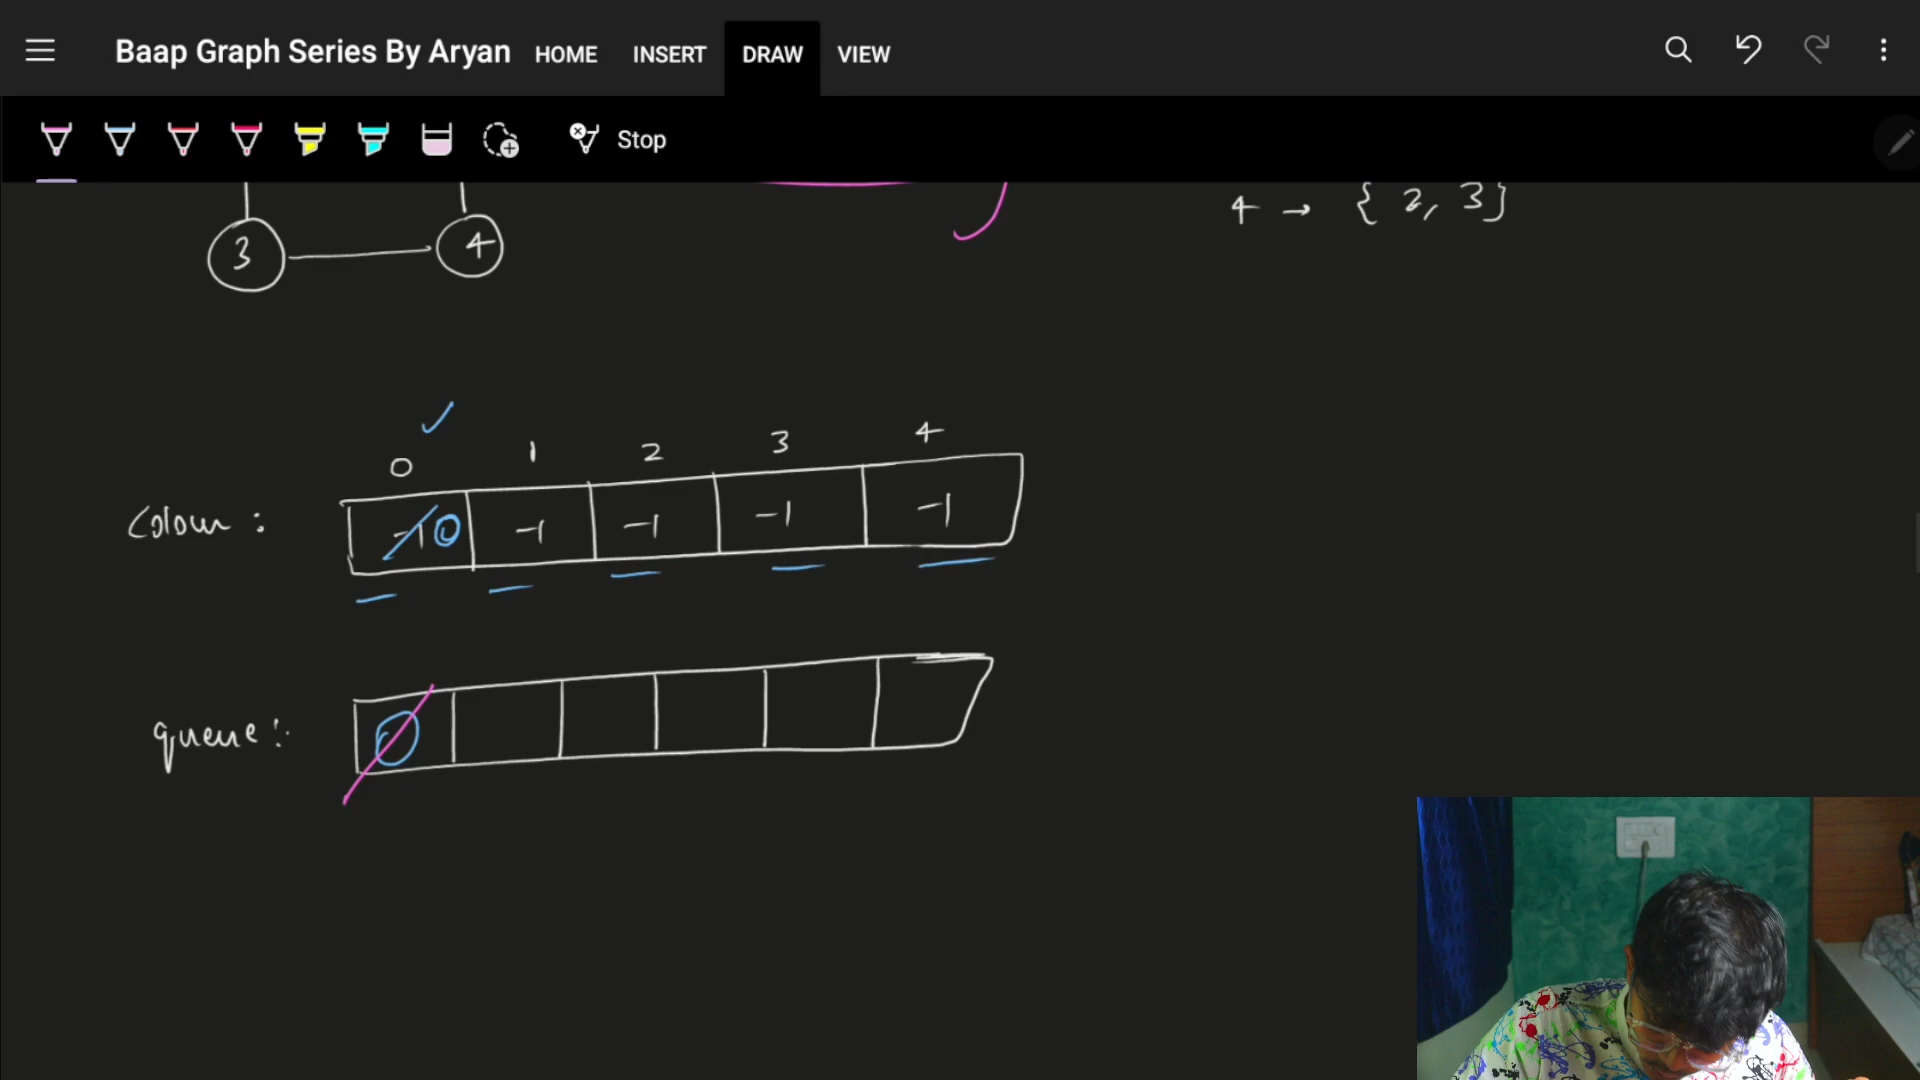 Baap Graph Series By Aryan HOME INSERT DRAW VIEW
Stop
4 → { 2, 3}
3 4
0 1 2 3 4
Colour : -1 0 -1 -1 -1 -1
queue : 0